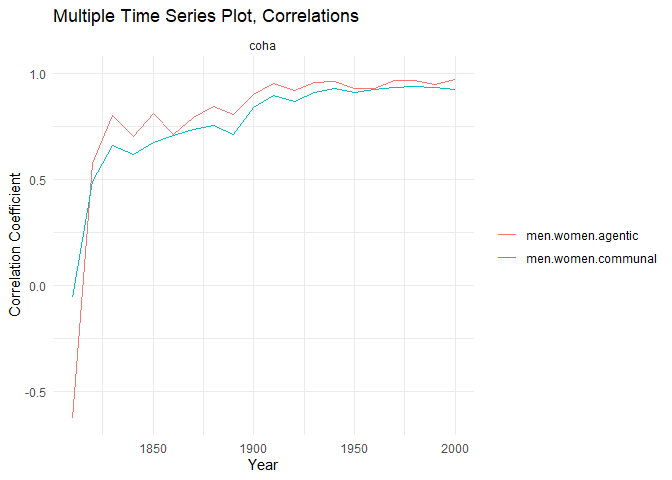 Multiple Time Series Plot, Correlations
coha
1.0
0.5
0.0
-0.5
Correlation Coefficient
1850
1900
1950
2000
Year
men.women.agentic
men.women.communal